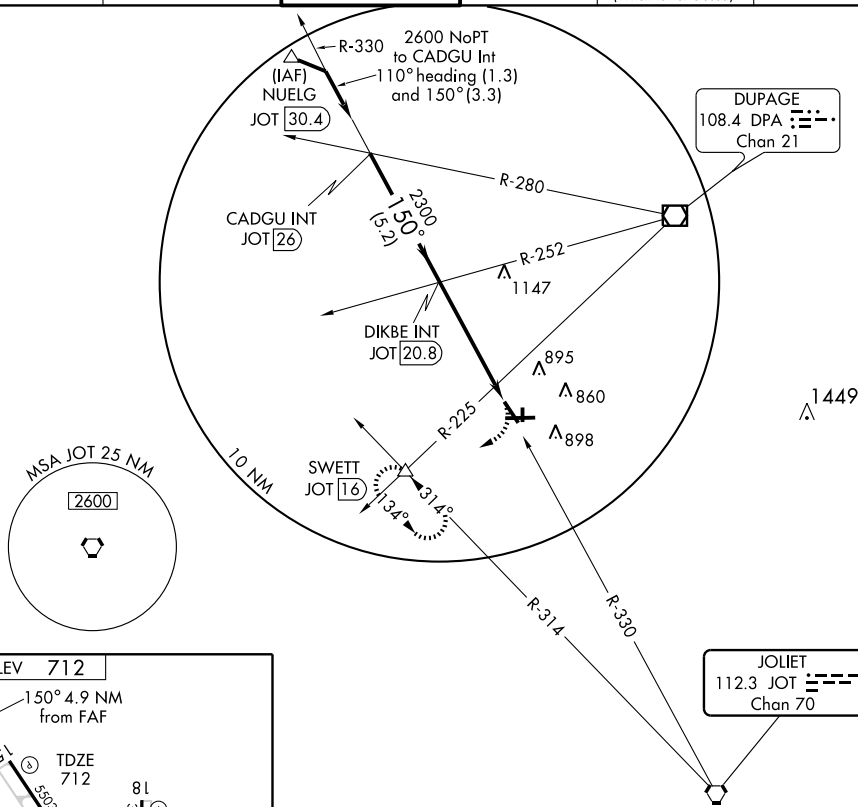 R-330
2600 NoPT
to CADGU Int
110° heading (1.3)
and 150° (3.3)
(IAF)
NUELG
JOT 30.4
DUPAGE
108.4 DPA
Chan 21
R-280
CADGU INT
JOT 26
2300
150°
(5.2)
R-252
1147
DIKBE INT
JOT 20.8
895
860
1449
R-225
898
MSA JOT 25 NM
2600
10 NM
SWETT
JOT 16
314°
134°
R-314
R-330
LEV 712
150° 4.9 NM
from FAF
JOLIET
112.3 JOT
Chan 70
TDZE
712
18